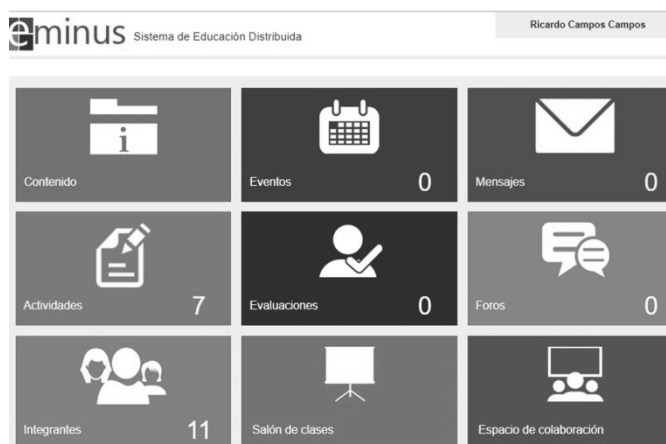 eminus Sistema de Educación Distribuida
Ricardo Campos Campos
i
Contenido
Eventos 0
Mensajes 0
Actividades 7
Evaluaciones 0
Foros 0
Integrantes 11
Salón de clases
Espacio de colaboración